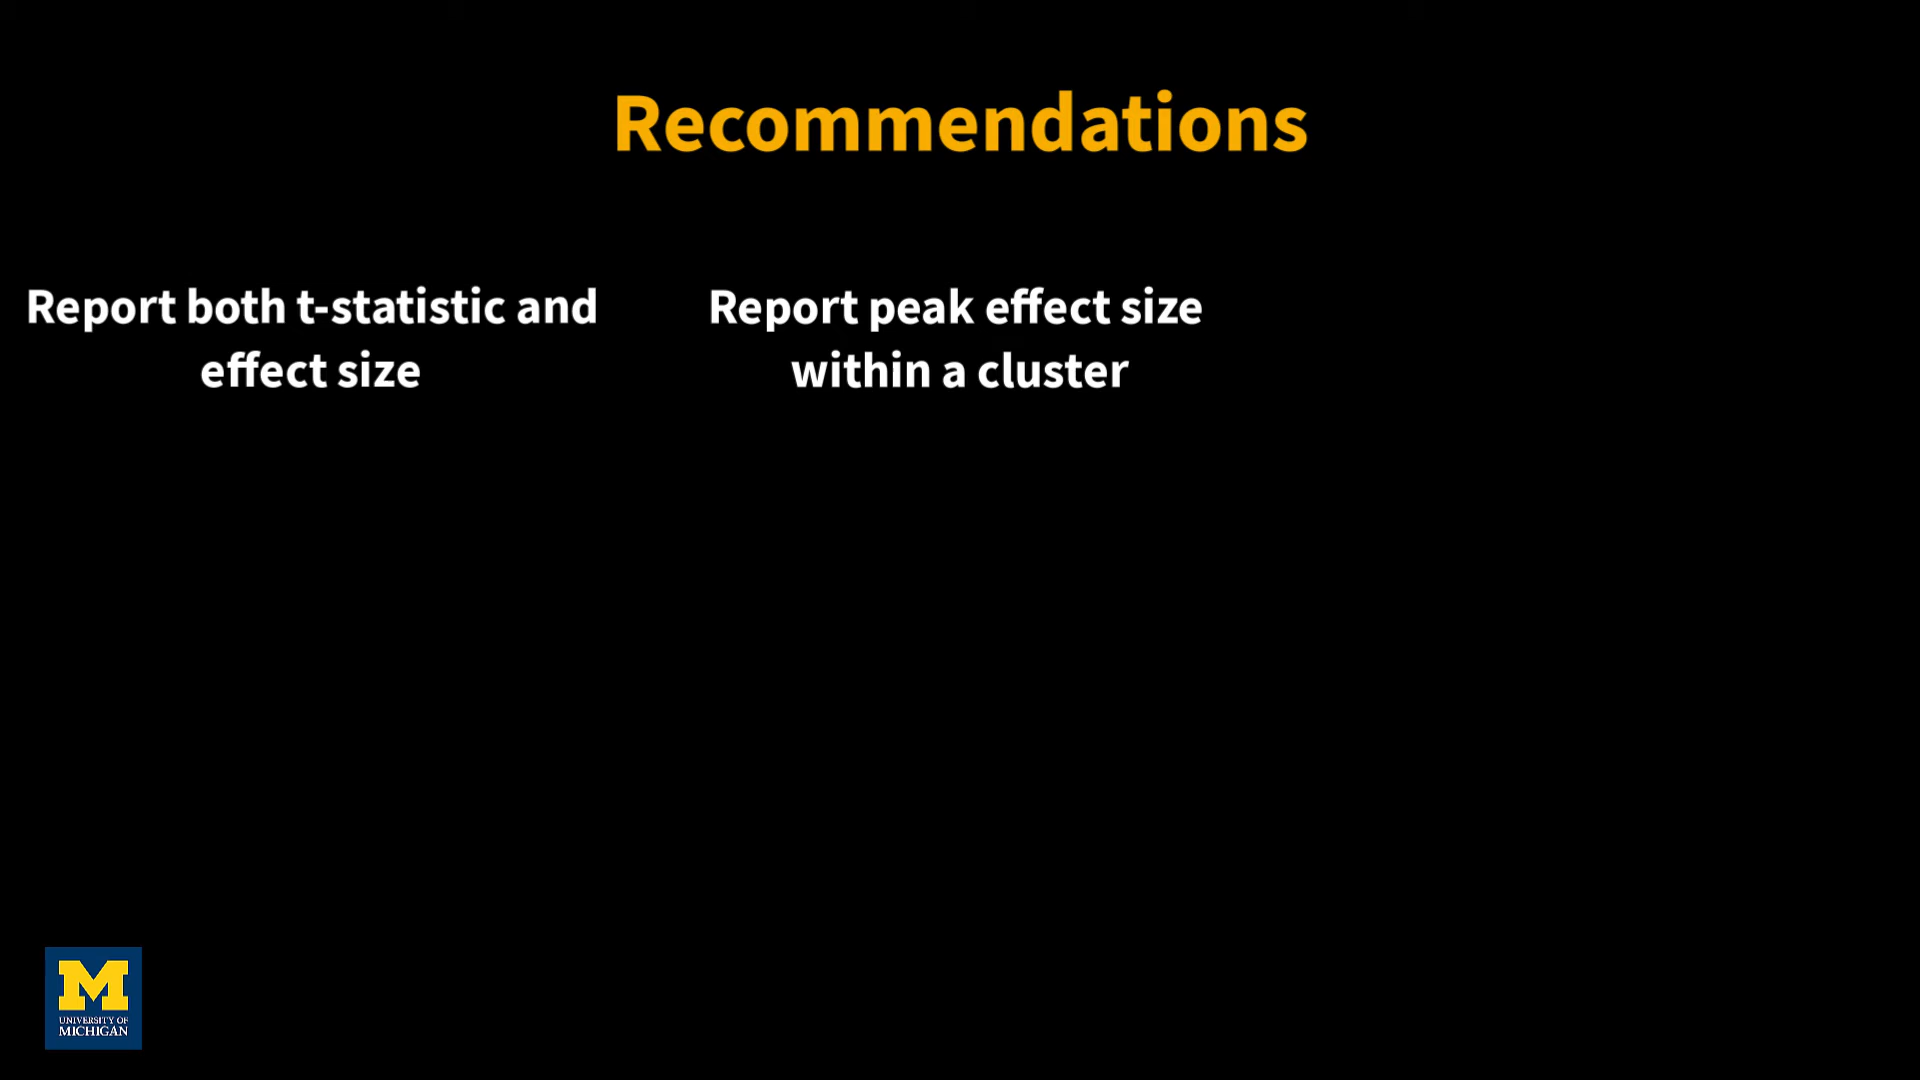 Recommendations
Report both t-statistic and
effect size
Report peak effect size
within a cluster
M
UNIVERSITY OF
MICHIGAN